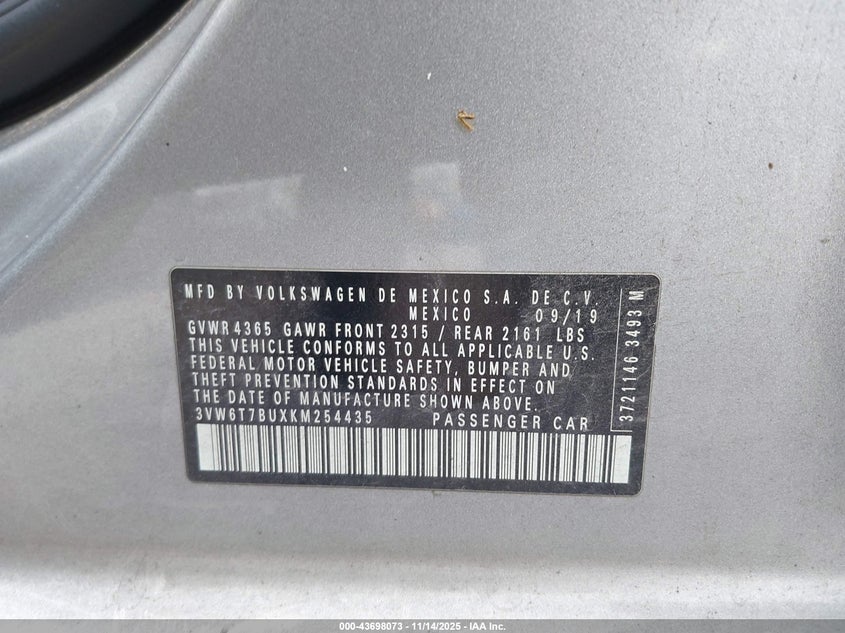 MFD BY VOLKSWAGEN DE MEXICO S.A. DE C.V.
MEXICO 09/19
GVWR 4365 GAWR FRONT 2315 / REAR 2161 LBS
THIS VEHICLE CONFORMS TO ALL APPLICABLE U.S.
FEDERAL MOTOR VEHICLE SAFETY, BUMPER AND
THEFT PREVENTION STANDARDS IN EFFECT ON
THE DATE OF MANUFACTURE SHOWN ABOVE.
3VW6T7BUXKM254435 PASSENGER CAR
3721146 3493 M
000-43698073 - 11/14/2025 - IAA Inc.